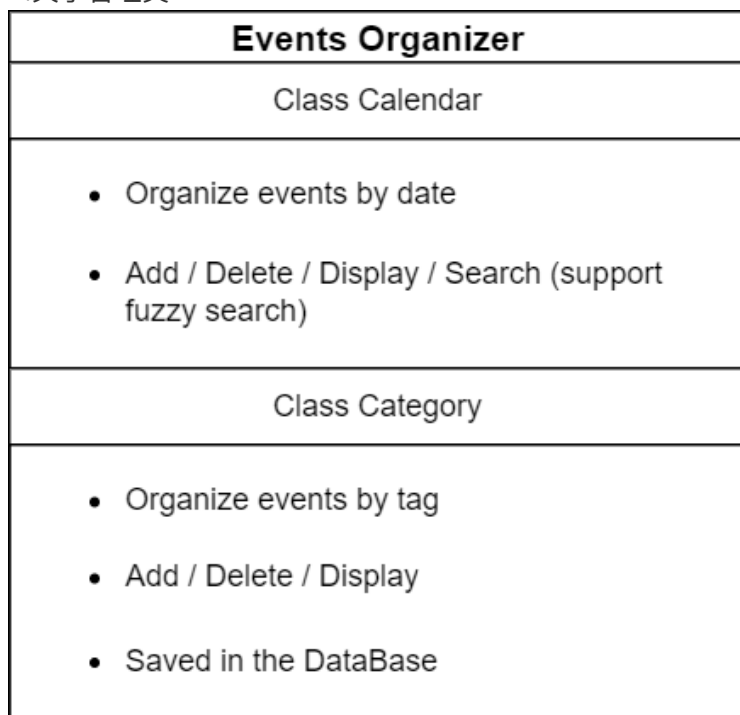 Events Organizer
Class Calendar
• Organize events by date
• Add / Delete / Display / Search (support
fuzzy search)
Class Category
• Organize events by tag
• Add / Delete / Display
• Saved in the DataBase